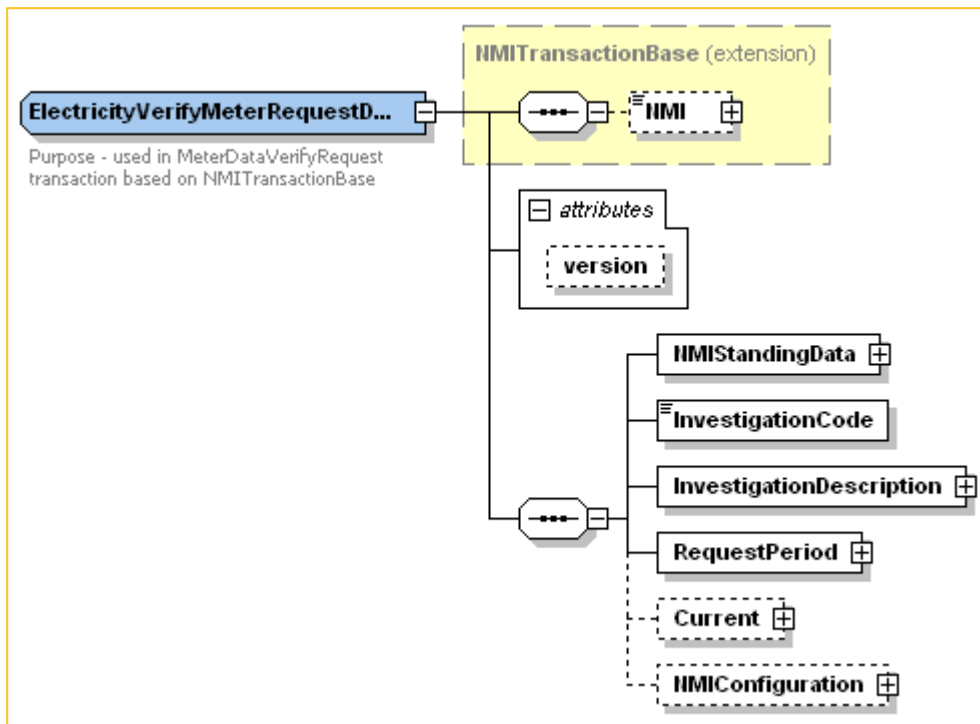 NMITransactionBase (extension)
ElectricityVerifyMeterRequestD...
NMI
Purpose - used in MeterDataVerifyRequest
transaction based on NMITransactionBase
attributes
version
NMIStandingData
InvestigationCode
InvestigationDescription
RequestPeriod
Current
NMIConfiguration